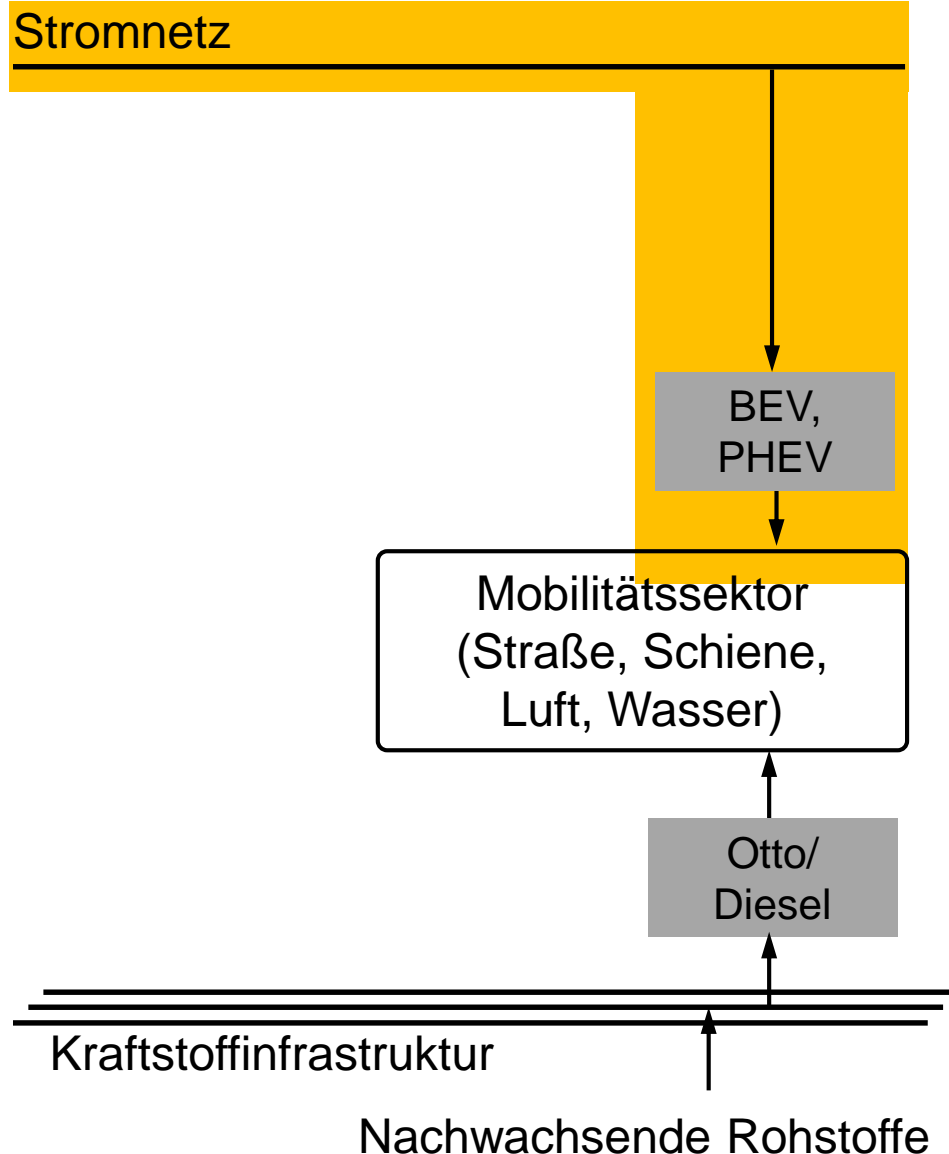 Stromnetz
BEV,
PHEV
Mobilitätssektor
(Straße, Schiene,
Luft, Wasser)
Otto/
Diesel
Kraftstoffinfrastruktur
Nachwachsende Rohstoffe